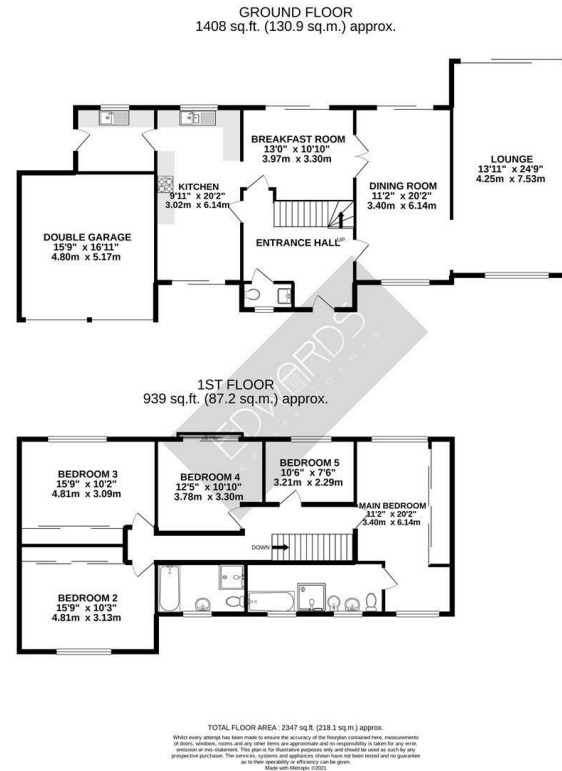 GROUND FLOOR
1408 sq.ft. (130.9 sq.m.) approx.
BREAKFAST ROOM
13'0" x 10'10"
3.97m x 3.30m
LOUNGE
13'11" x 24'9"
4.25m x 7.53m
KITCHEN
9'11" x 20'2"
3.02m x 6.14m
DINING ROOM
11'2" x 20'2"
3.40m x 6.14m
DOUBLE GARAGE
15'9" x 16'11"
4.80m x 5.17m
ENTRANCE HALL
UP
EDWARDS
ESTATE AGENTS
1ST FLOOR
939 sq.ft. (87.2 sq.m.) approx.
BEDROOM 3
15'9" x 10'2"
4.81m x 3.09m
BEDROOM 4
12'5" x 10'10"
3.78m x 3.30m
BEDROOM 5
10'6" x 7'6"
3.21m x 2.29m
MAIN BEDROOM
11'2" x 20'2"
3.40m x 6.14m
DOWN
BEDROOM 2
15'9" x 10'3"
4.81m x 3.13m
TOTAL FLOOR AREA : 2347 sq.ft. (218.1 sq.m.) approx.
Whilst every attempt has been made to ensure the accuracy of the floorplan contained here, measurements
of doors, windows, rooms and any other items are approximate and no responsibility is taken for any error,
omission or mis-statement. This plan is for illustrative purposes only and should be used as such by any
prospective purchaser. The services, systems and appliances shown have not been tested and no guarantee
as to their operability or efficiency can be given.
Made with Metropix ©2021